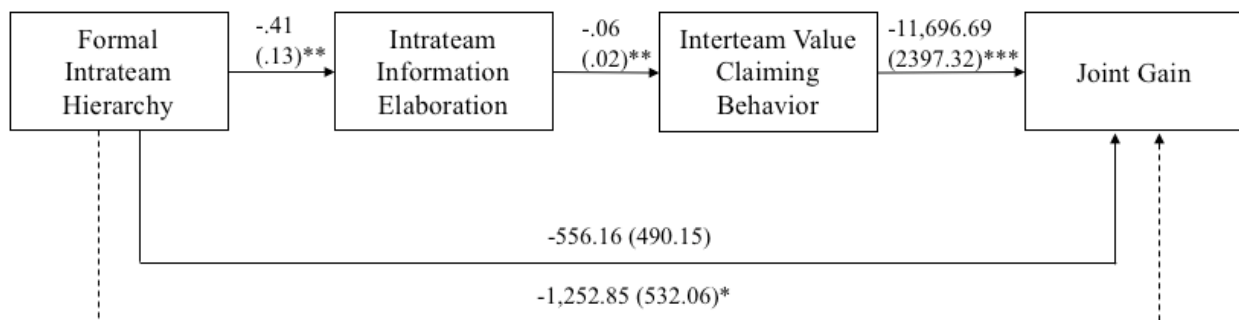 Formal
Intrateam
Hierarchy
-.41
(.13)**
Intrateam
Information
Elaboration
-.06
(.02)**
Interteam Value
Claiming
Behavior
-11,696.69
(2397.32)***
Joint Gain
-556.16 (490.15)
-1,252.85 (532.06)*